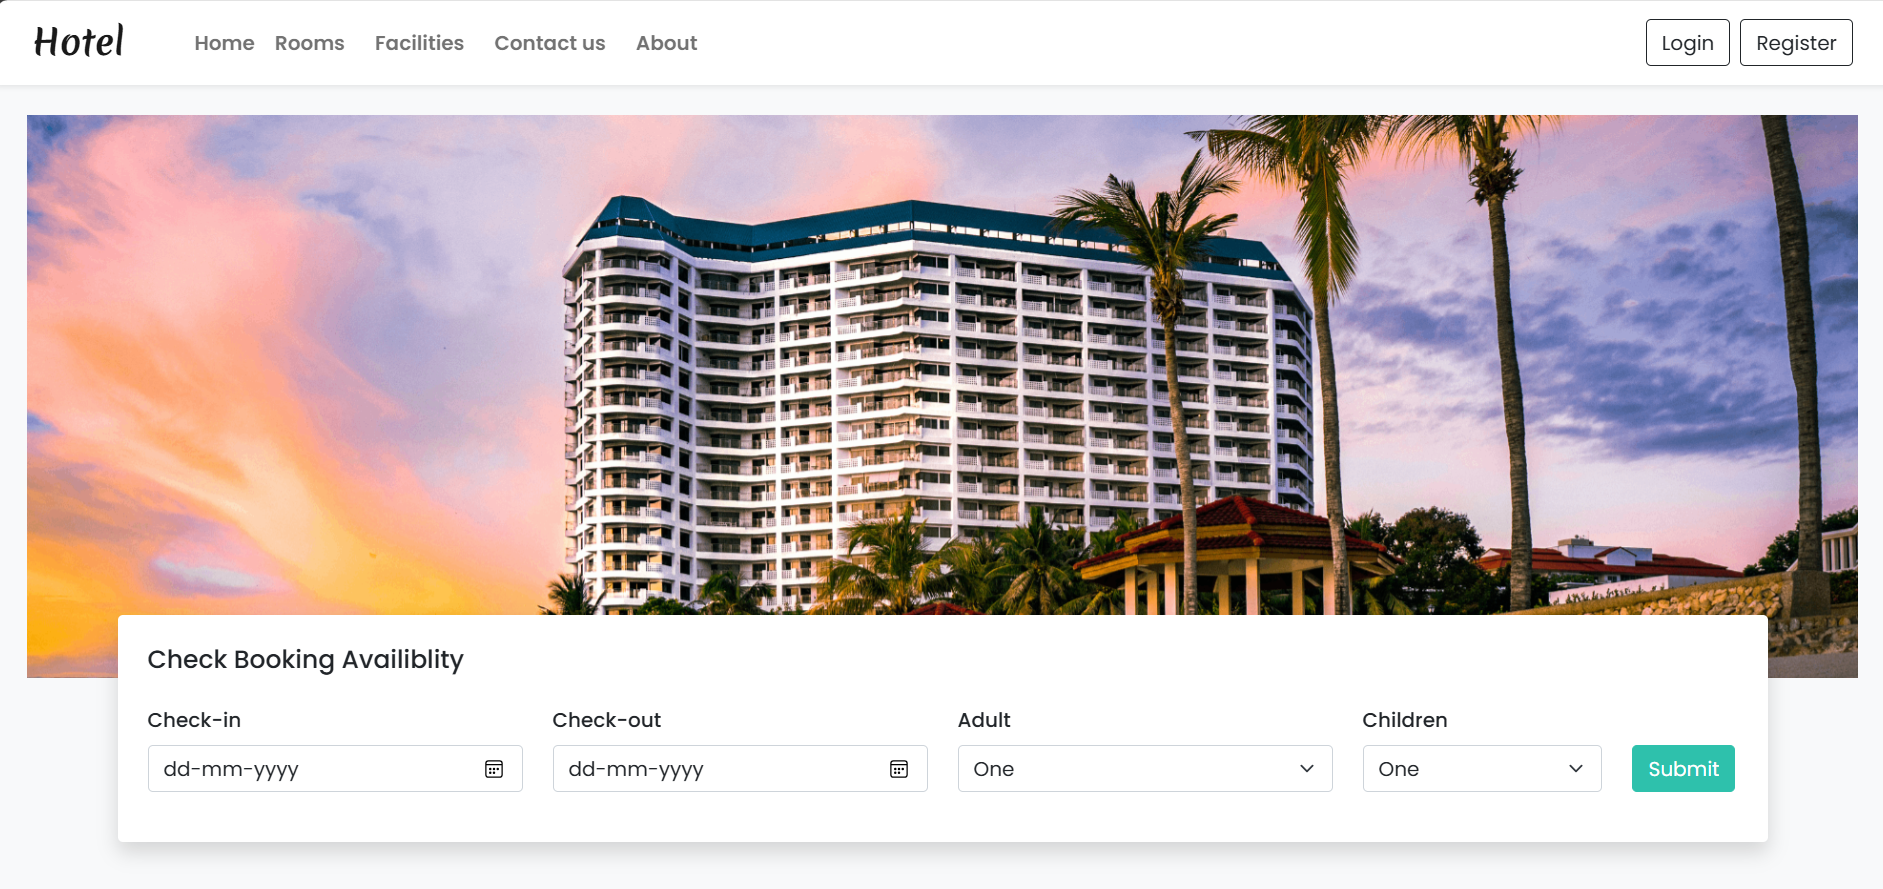 Hotel Home Rooms Facilities Contact us About Login Register
Check Booking Availiblity
Check-in Check-out Adult Children
dd-mm-yyyy dd-mm-yyyy One One Submit